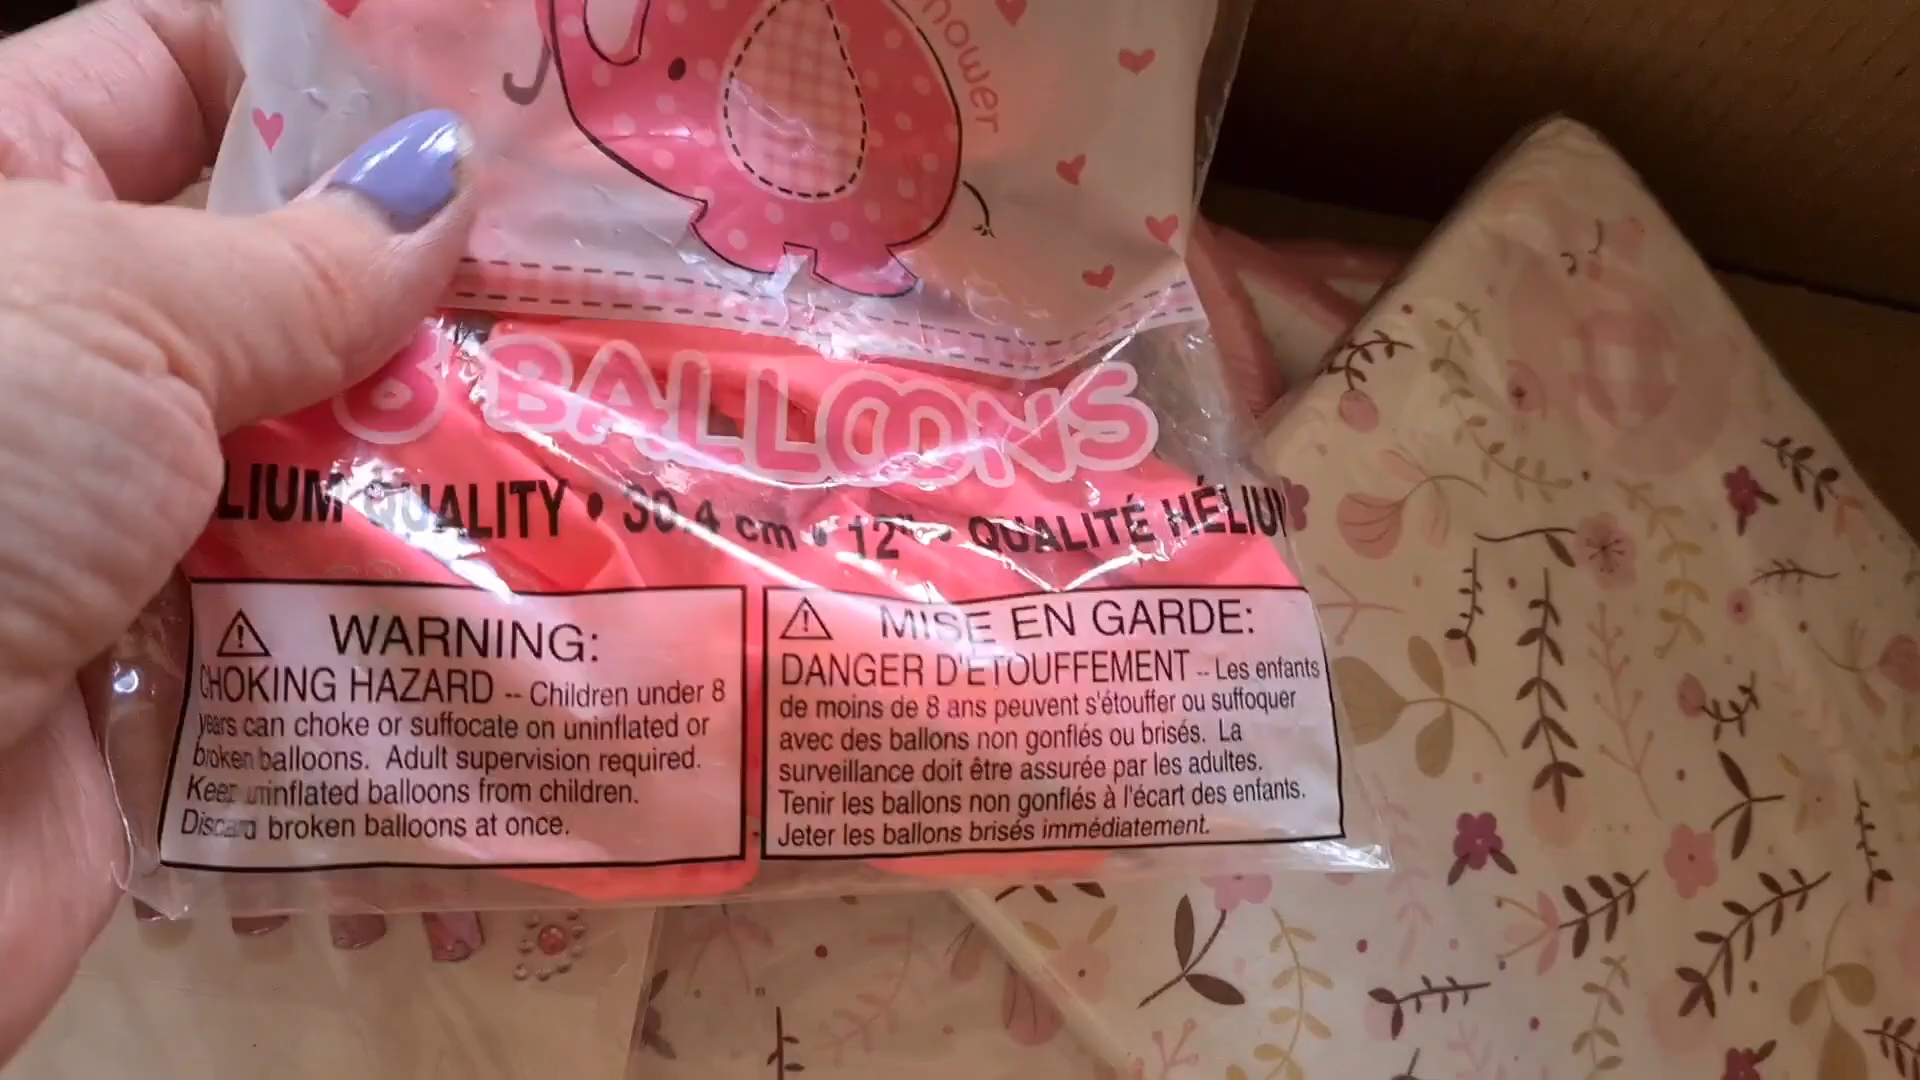 hower
8 BALLOONS
LIUM QUALITY • 30.4 cm • 12" • QUALITÉ HÉLIU
WARNING:
CHOKING HAZARD -- Children under 8
years can choke or suffocate on uninflated or
broken balloons. Adult supervision required.
Keep uninflated balloons from children.
Discard broken balloons at once.
MISE EN GARDE:
DANGER D'ÉTOUFFEMENT -- Les enfants
de moins de 8 ans peuvent s'étouffer ou suffoquer
avec des ballons non gonflés ou brisés. La
surveillance doit être assurée par les adultes.
Tenir les ballons non gonflés à l'écart des enfants.
Jeter les ballons brisés immédiatement.